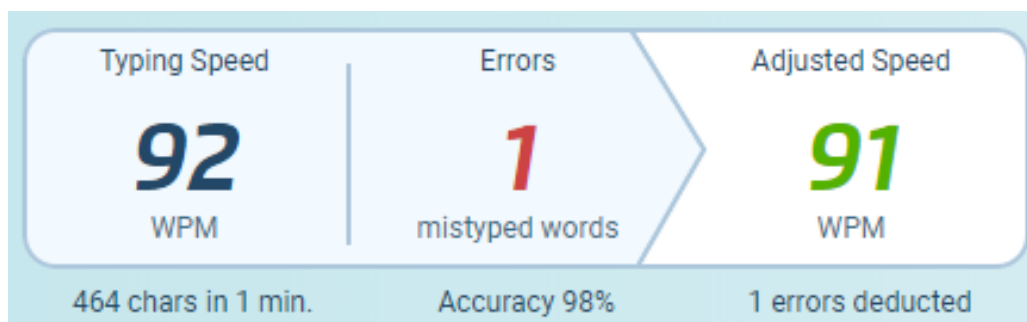 Typing Speed
92
WPM
464 chars in 1 min.
Errors
1
mistyped words
Accuracy 98%
Adjusted Speed
91
WPM
1 errors deducted